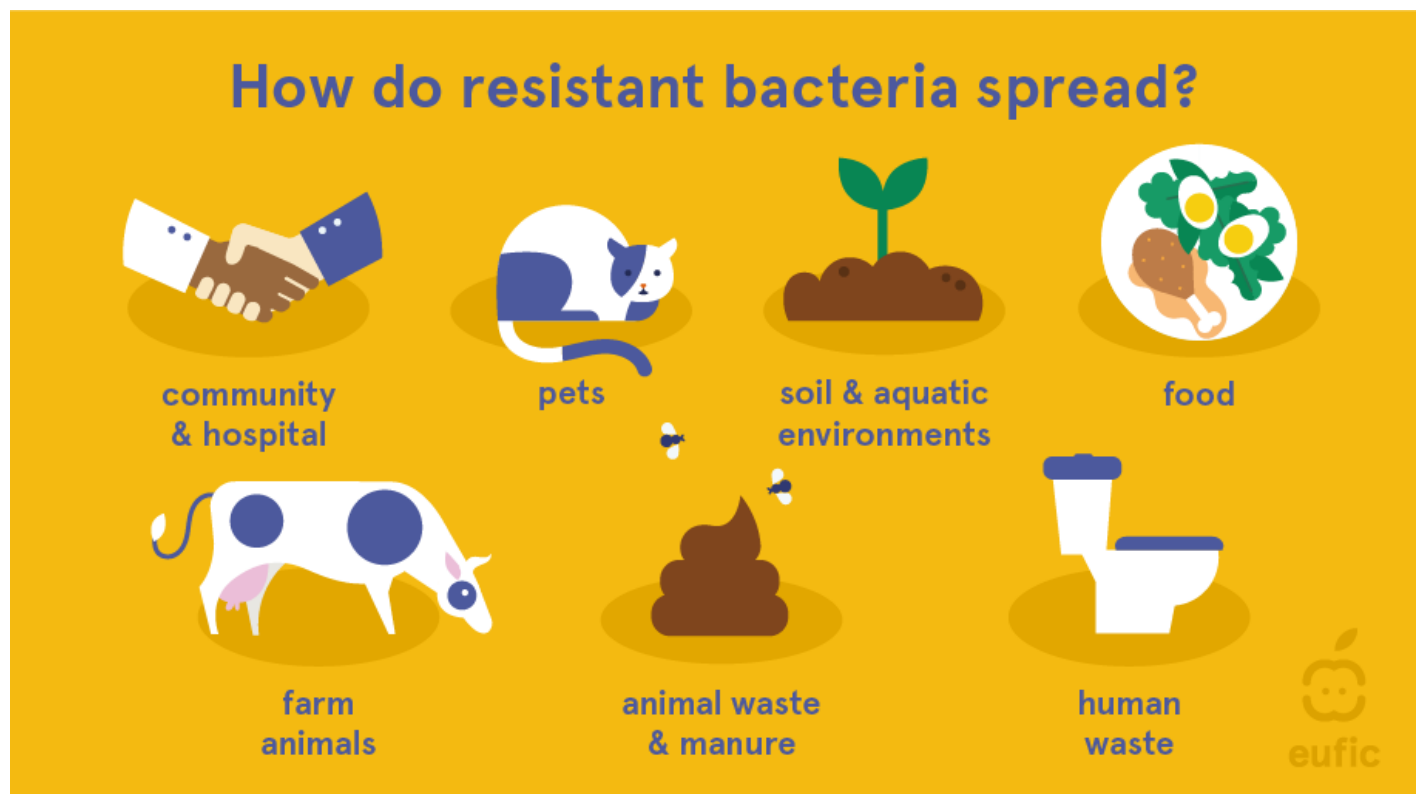 How do resistant bacteria spread?
community
& hospital
pets
soil & aquatic
environments
food
farm
animals
animal waste
& manure
human
waste
eufic